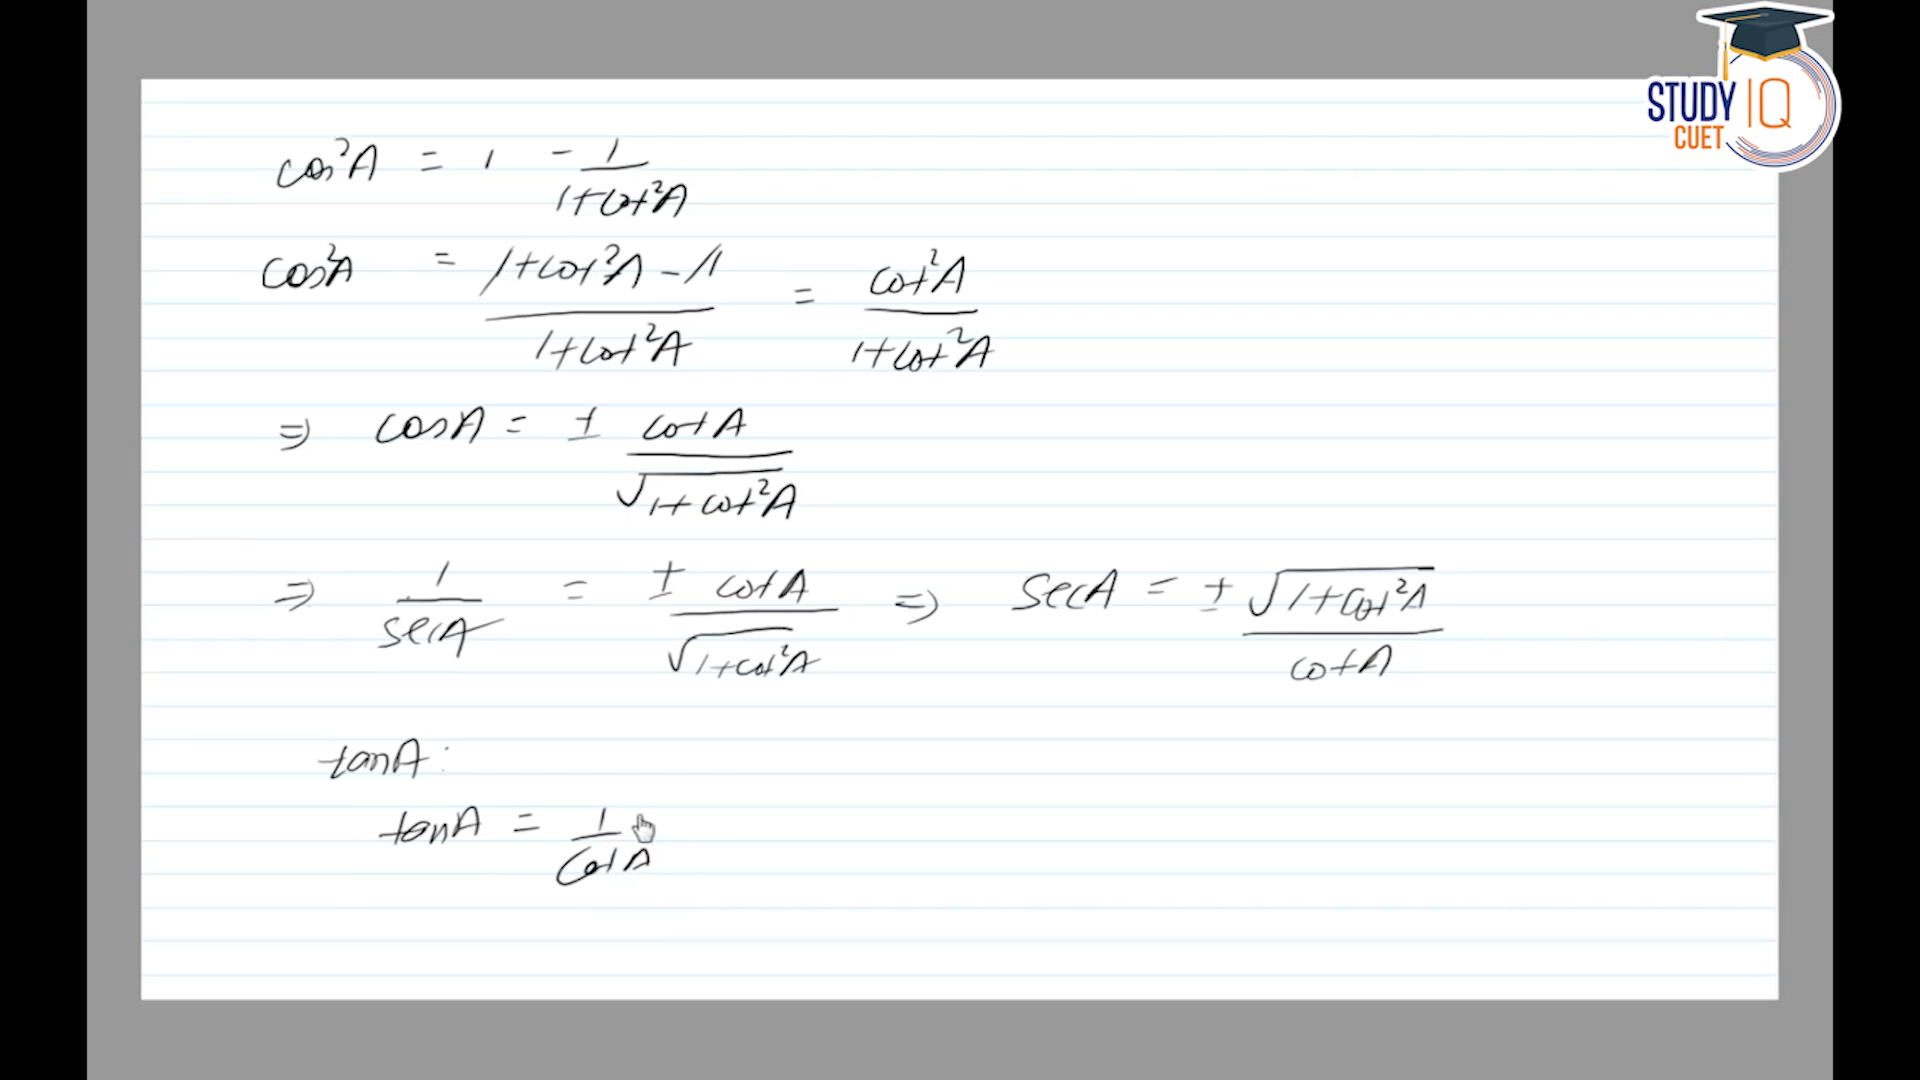 STUDY IQ
CUET
cos²A = 1 - 1/(1+cot²A)
cos²A = (1+cot²A-1)/(1+cot²A) = cot²A/(1+cot²A)
⇒ cosA = ± cotA/√(1+cot²A)
⇒ 1/secA = ± cotA/√(1+cot²A) ⇒ secA = ± √(1+cot²A)/cotA
tanA:
tanA = 1/cotA